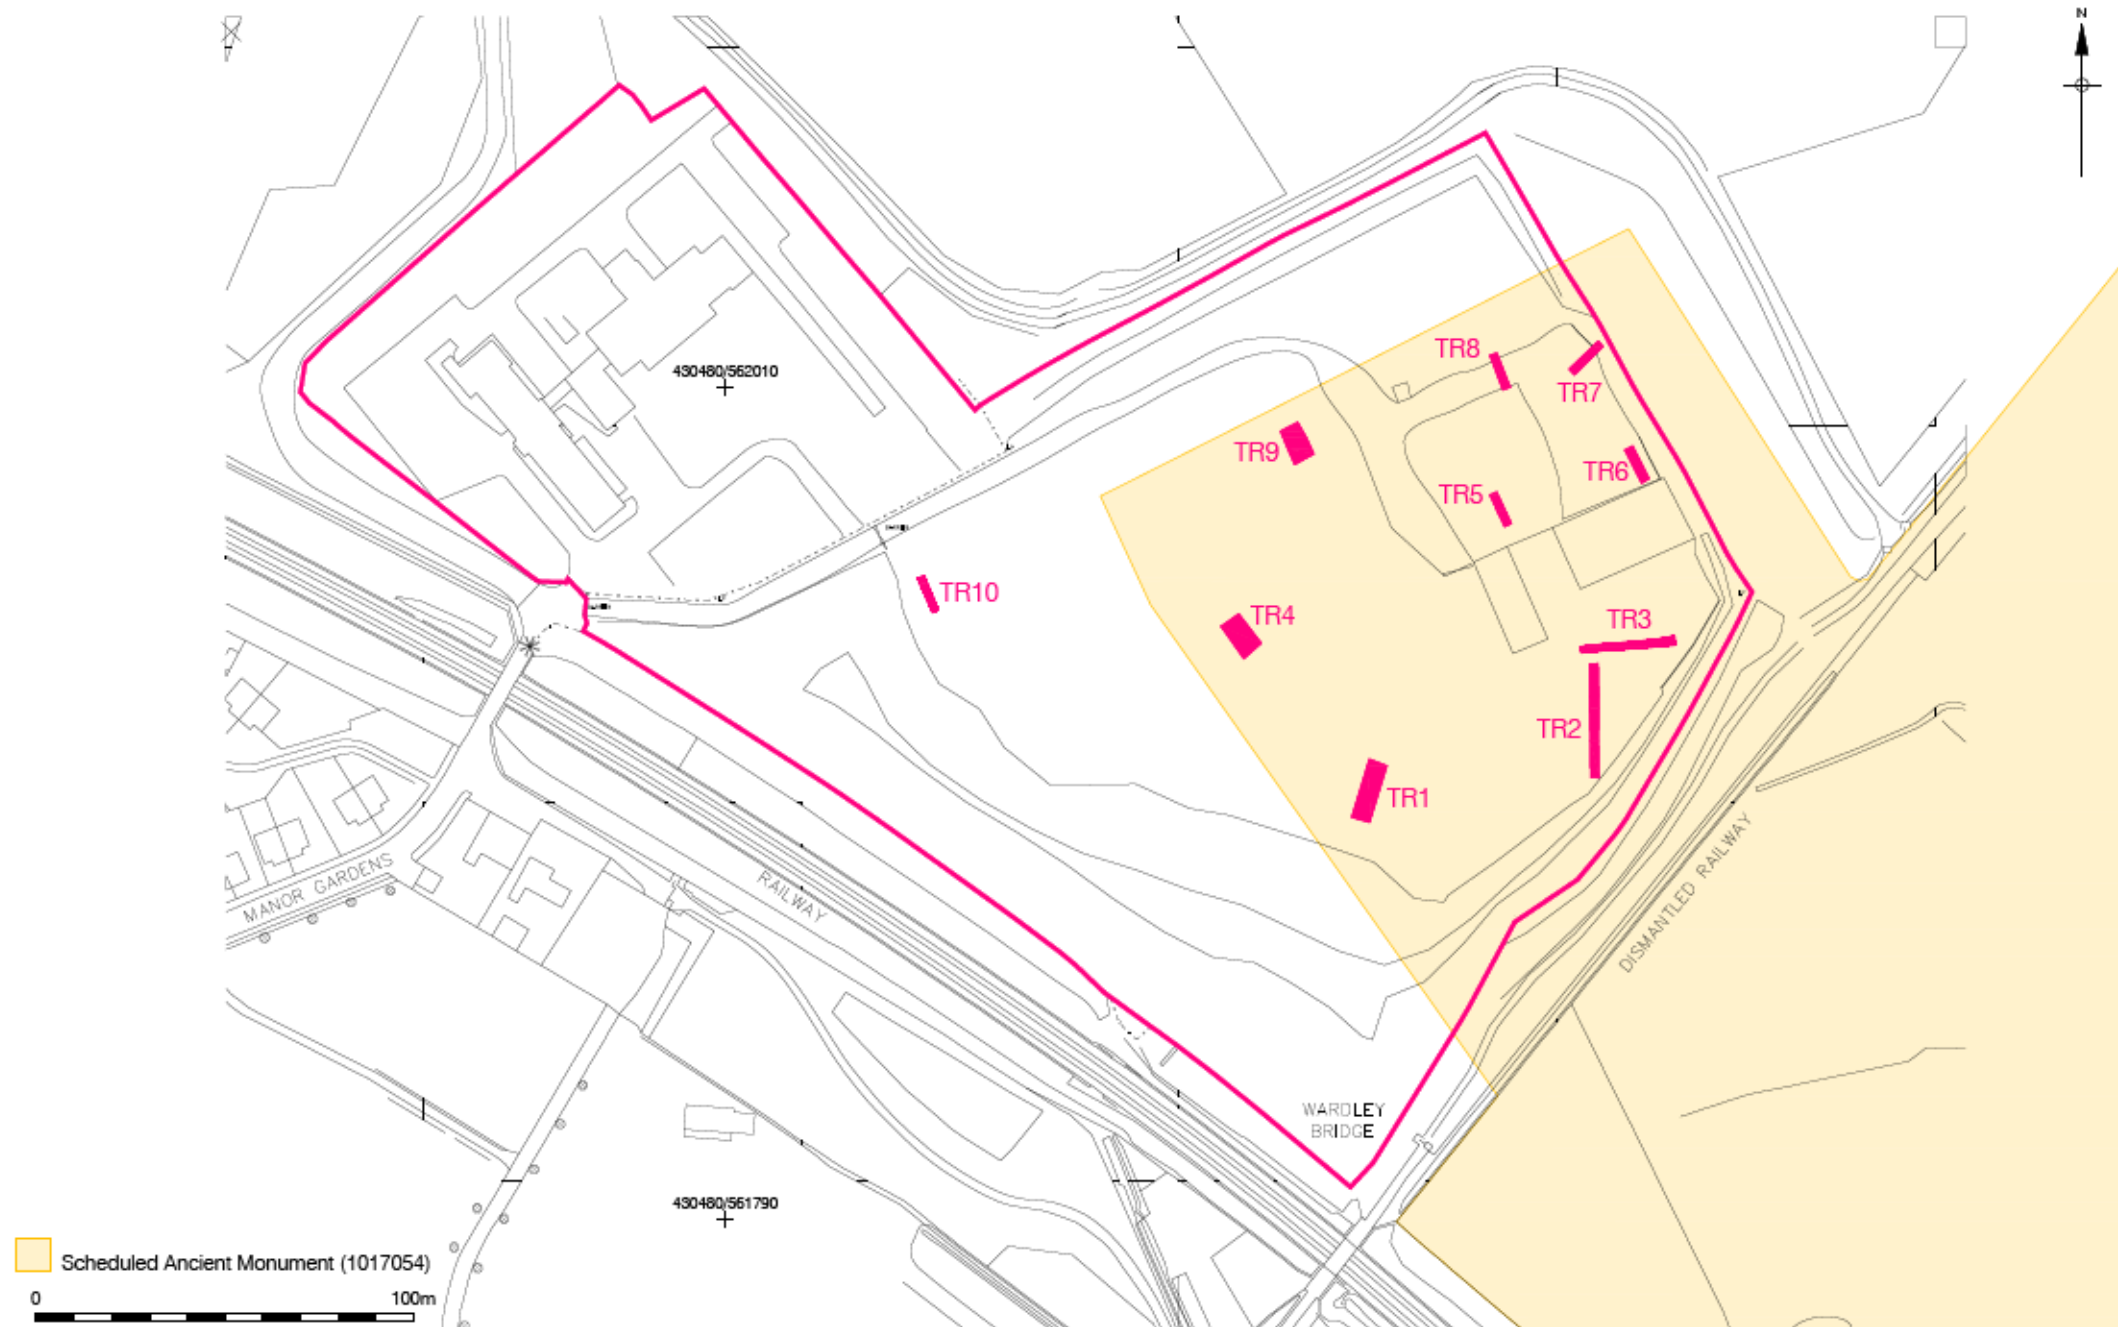 N
430480/562010
TR8
TR7
TR9
TR6
TR5
TR10
TR4
TR3
TR2
TR1
MANOR GARDENS
RAILWAY
DISMANTLED RAILWAY
WARDLEY
BRIDGE
430480/561790
Scheduled Ancient Monument (1017054)
0 100m